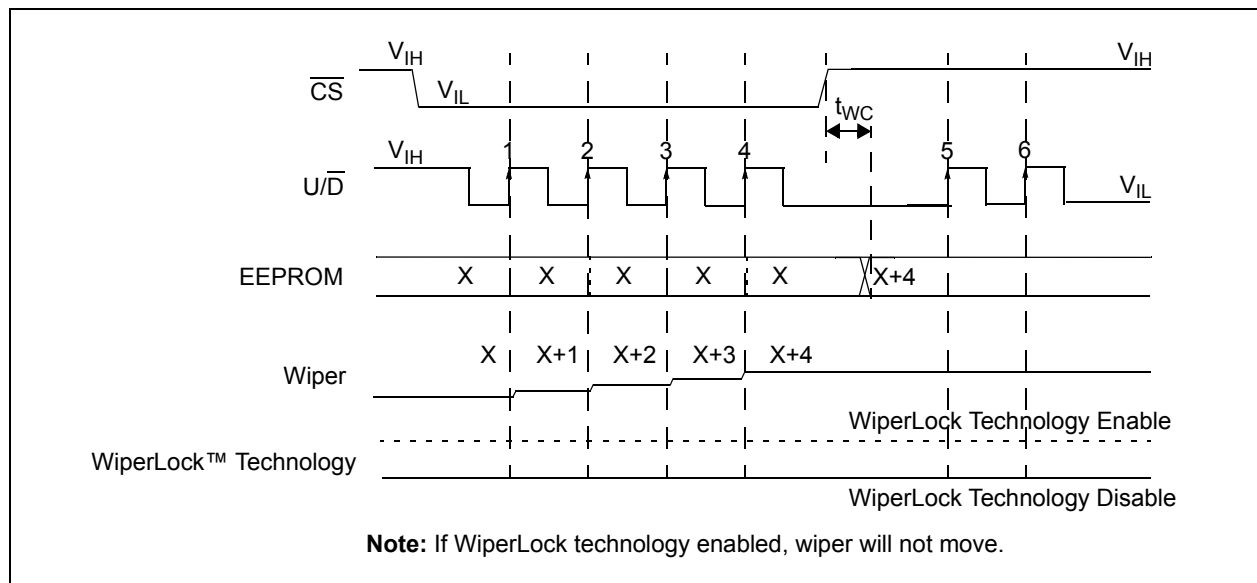 V_IH V_IH
CS
V_IL
t_WC
V_IH 1 2 3 4 5 6
U/D
V_IL
EEPROM X X X X X X+4
X X+1 X+2 X+3 X+4
Wiper
WiperLock Technology Enable
WiperLock™ Technology
WiperLock Technology Disable
Note: If WiperLock technology enabled, wiper will not move.